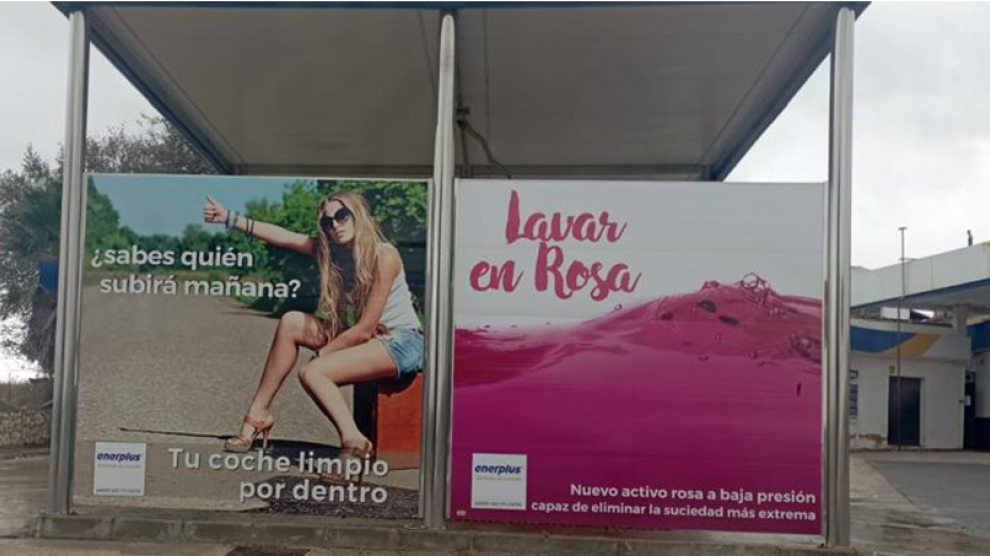 ¿sabes quién
subirá mañana?
enerplus
Tu coche limpio
por dentro
Lavar
en Rosa
enerplus
Nuevo activo rosa a baja presión
capaz de eliminar la suciedad más extrema